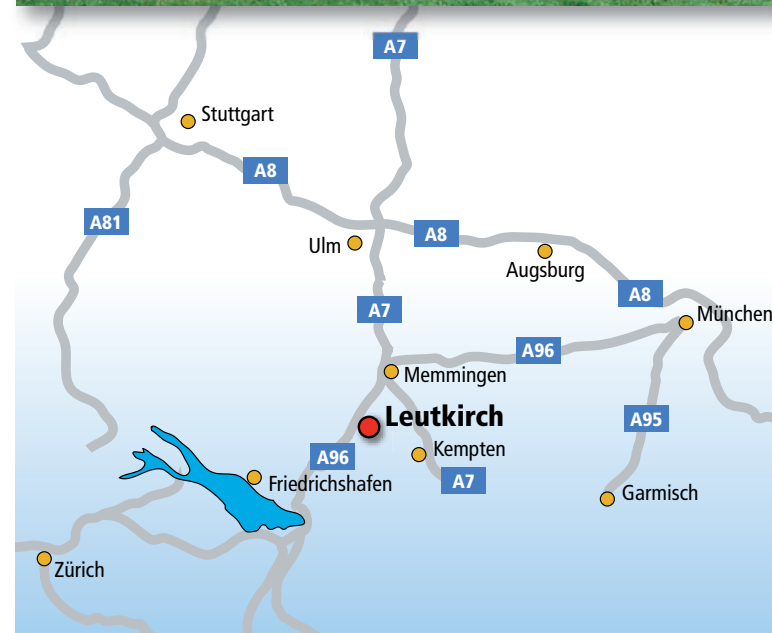 A7
Stuttgart
A8
A81
A8
Ulm
Augsburg
A8
A7
München
A96
Memmingen
Leutkirch
A95
Kempten
A96
Friedrichshafen
A7
Garmisch
Zürich